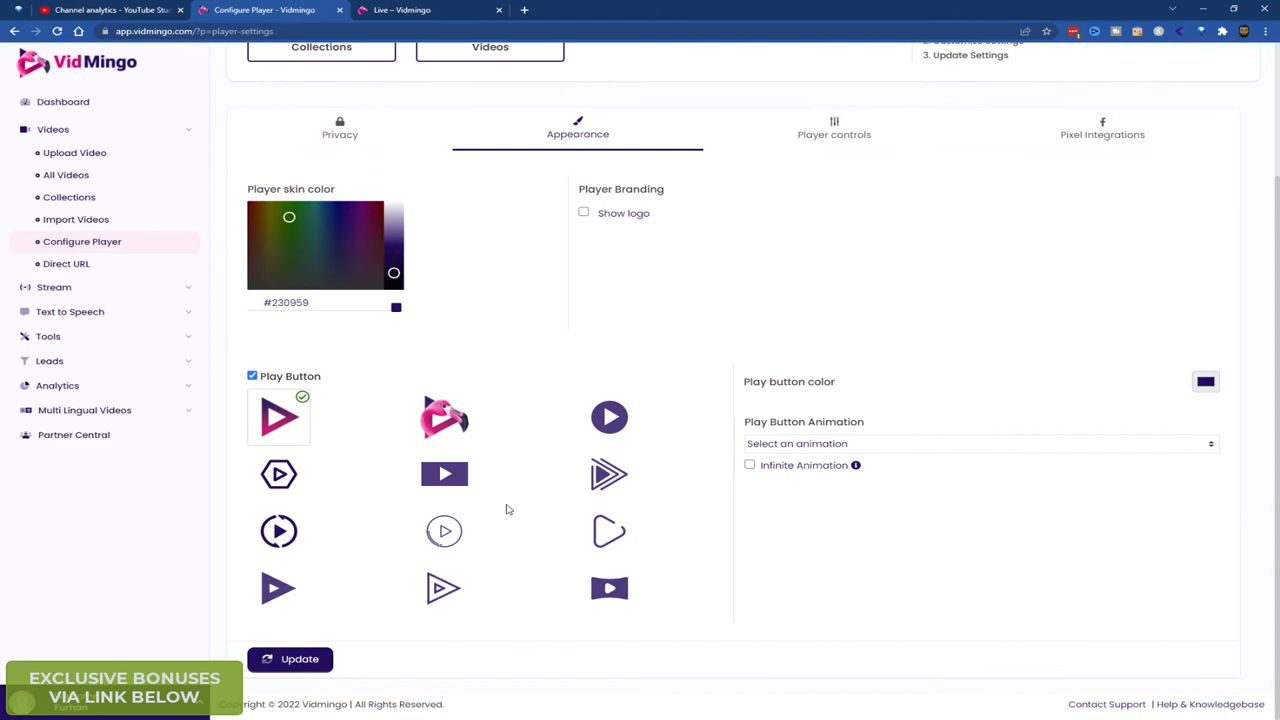 Channel analytics - YouTube Stu
Configure Player - Vidmingo
Live – Vidmingo
app.vidmingo.com/?p=player-settings
VidMingo
Collections
Videos
2. Customize Settings
3. Update Settings
Dashboard
Videos
Upload Video
All Videos
Collections
Import Videos
Configure Player
Direct URL
Stream
Text to Speech
Tools
Leads
Analytics
Multi Lingual Videos
Partner Central
Privacy
Appearance
Player controls
Pixel Integrations
Player skin color
#230959
Player Branding
Show logo
Play Button
Play button color
Play Button Animation
Select an animation
Infinite Animation
Update
EXCLUSIVE BONUSES
VIA LINK BELOW
Furhan
Copyright © 2022 Vidmingo | All Rights Reserved.
Contact Support | Help & Knowledgebase